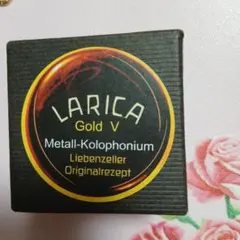 LARICA
Gold V
Metall-Kolophonium
Liebenzeller
Originalrezept